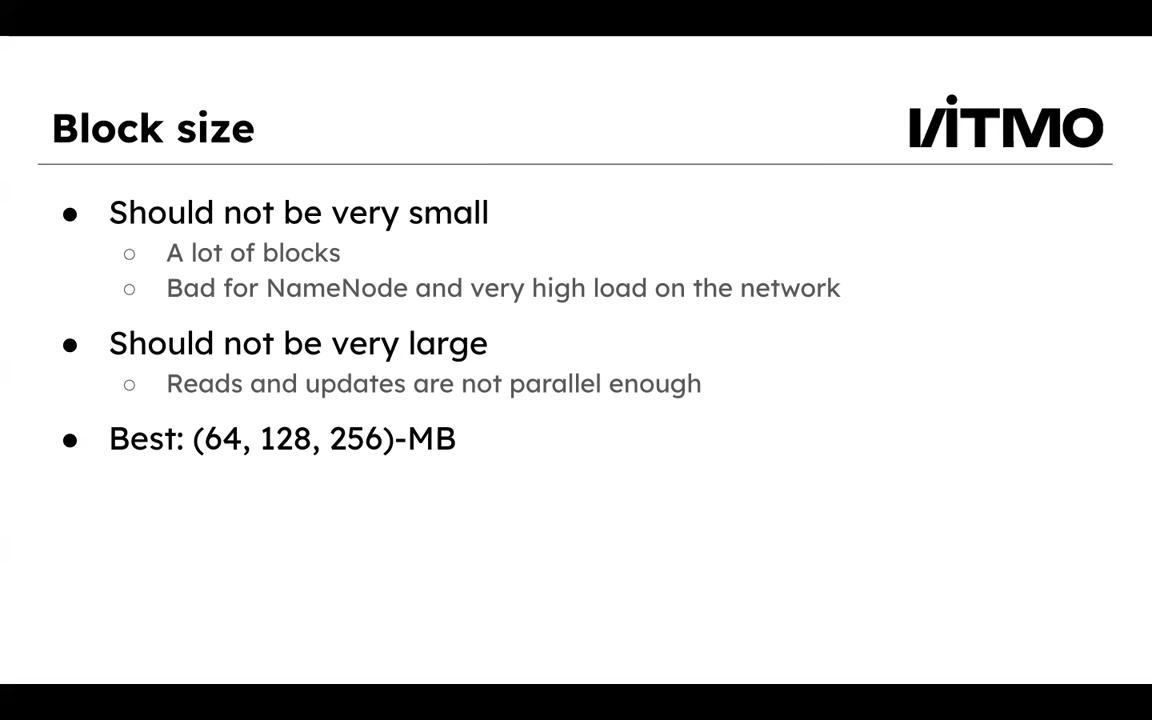 Block size
ITMO
● Should not be very small
○ A lot of blocks
○ Bad for NameNode and very high load on the network
● Should not be very large
○ Reads and updates are not parallel enough
● Best: (64, 128, 256)-MB